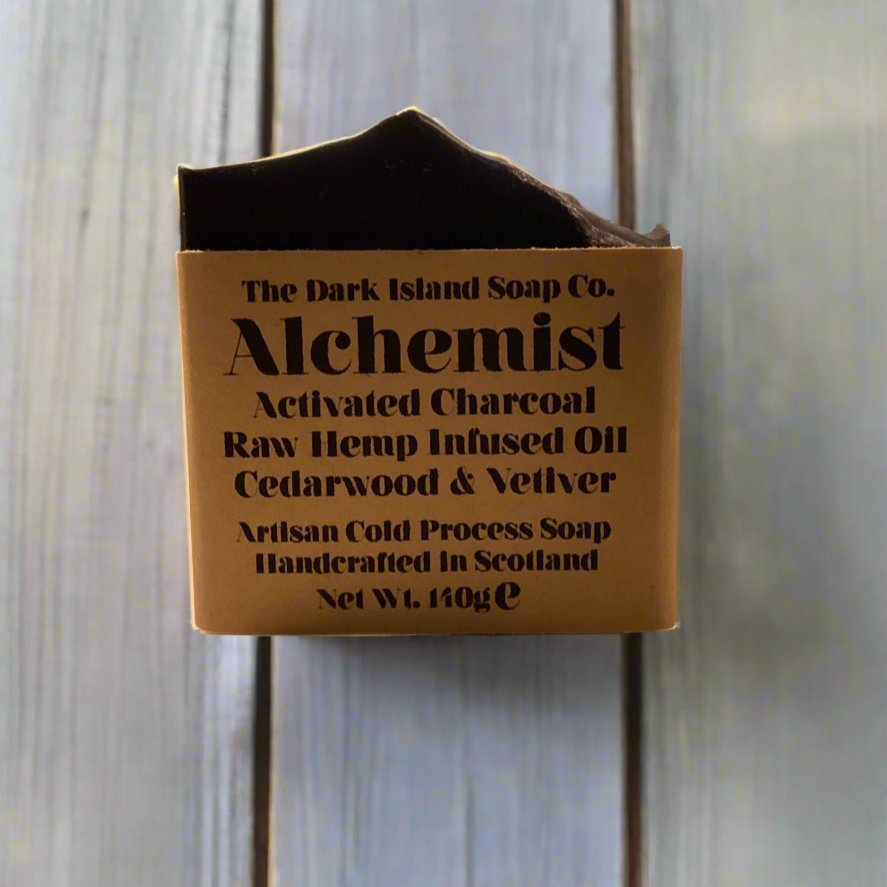 The Dark Island Soap Co.
Alchemist
Activated Charcoal
Raw Hemp Infused Oil
Cedarwood & Vetiver
Artisan Cold Process Soap
Handcrafted in Scotland
Net Wt. 140g e